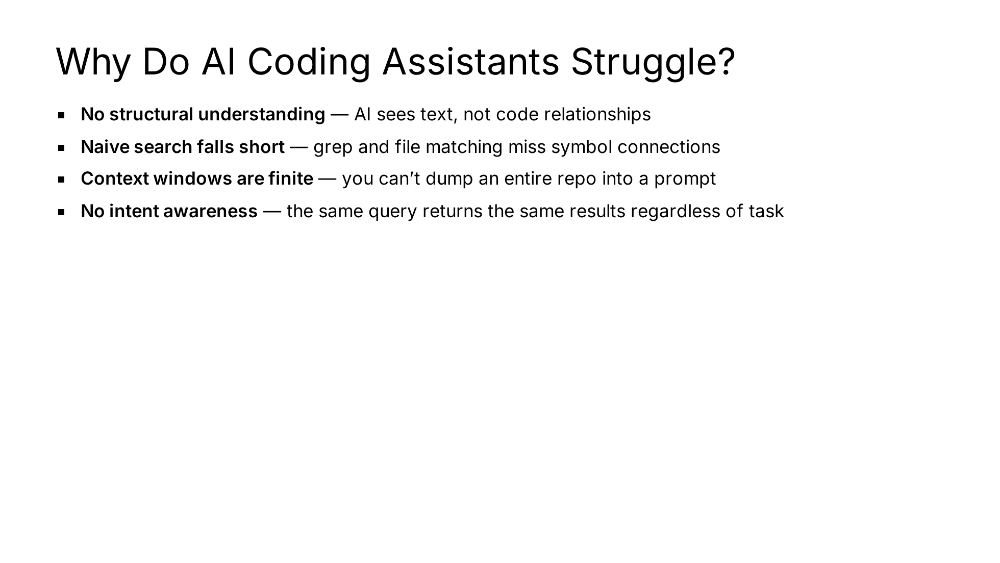 Why Do AI Coding Assistants Struggle?
▪ No structural understanding — AI sees text, not code relationships
▪ Naive search falls short — grep and file matching miss symbol connections
▪ Context windows are finite — you can’t dump an entire repo into a prompt
▪ No intent awareness — the same query returns the same results regardless of task